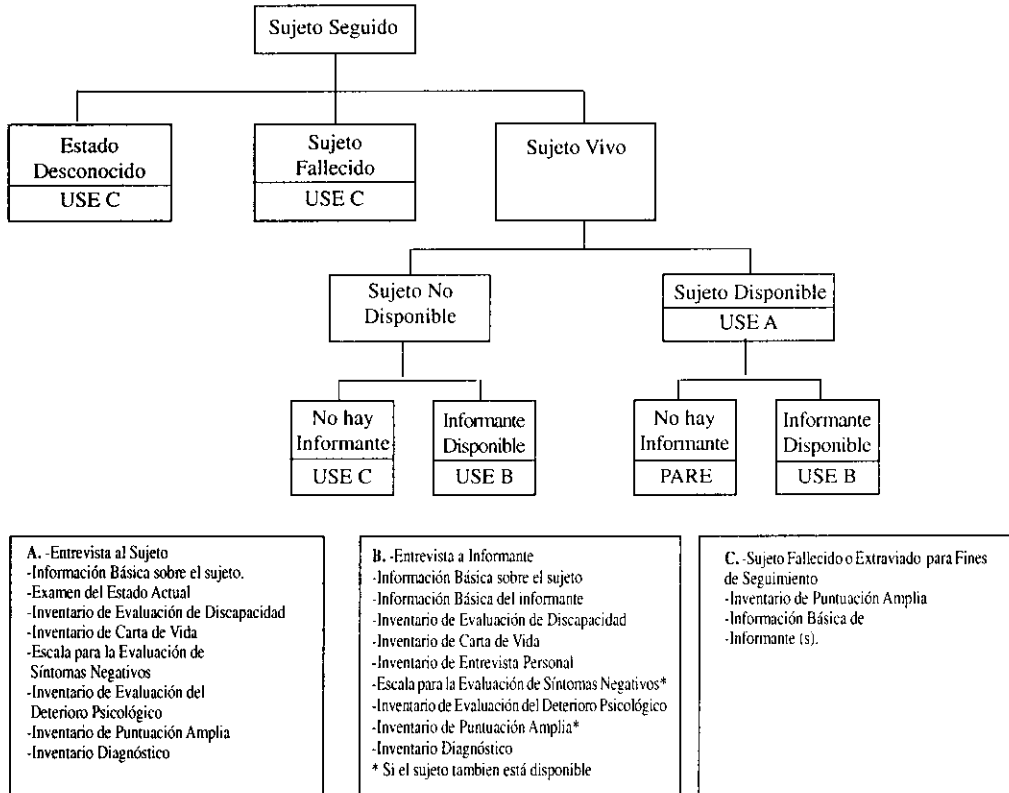 Sujeto Seguido
Estado
Desconocido
USE C
Sujeto
Fallecido
USE C
Sujeto Vivo
Sujeto No
Disponible
Sujeto Disponible
USE A
No hay
Informante
USE C
Informante
Disponible
USE B
No hay
Informante
PARE
Informante
Disponible
USE B
A. -Entrevista al Sujeto
-Información Básica sobre el sujeto.
-Examen del Estado Actual
-Inventario de Evaluación de Discapacidad
-Inventario de Carta de Vida
-Escala para la Evaluación de
Síntomas Negativos
-Inventario de Evaluación del
Deterioro Psicológico
-Inventario de Puntuación Amplia
-Inventario Diagnóstico
B. -Entrevista a Informante
-Información Básica sobre el sujeto
-Información Básica del informante
-Inventario de Evaluación de Discapacidad
-Inventario de Carta de Vida
-Inventario de Entrevista Personal
-Escala para la Evaluación de Síntomas Negativos*
-Inventario de Evaluación del Deterioro Psicológico
-Inventario de Puntuación Amplia*
-Inventario Diagnóstico
* Si el sujeto tambien está disponible
C. -Sujeto Fallecido o Extraviado para Fines
de Seguimiento
-Inventario de Puntuación Amplia
-Información Básica de
-Informante (s).